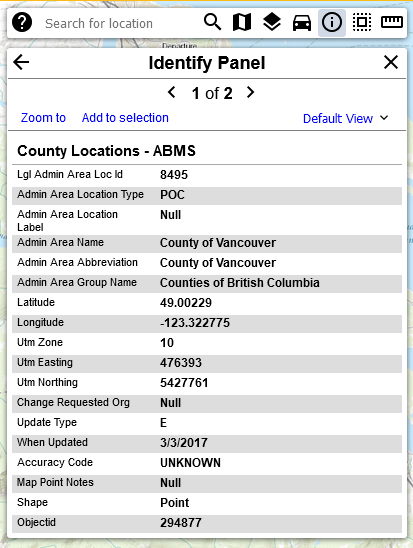 Search for location
Departure
Identify Panel
1 of 2
Zoom to Add to selection Default View
County Locations - ABMS
Lgl Admin Area Loc Id 8495
Admin Area Location Type POC
Admin Area Location Label Null
Admin Area Name County of Vancouver
Admin Area Abbreviation County of Vancouver
Admin Area Group Name Counties of British Columbia
Latitude 49.00229
Longitude -123.322775
Utm Zone 10
Utm Easting 476393
Utm Northing 5427761
Change Requested Org Null
Update Type E
When Updated 3/3/2017
Accuracy Code UNKNOWN
Map Point Notes Null
Shape Point
Objectid 294877